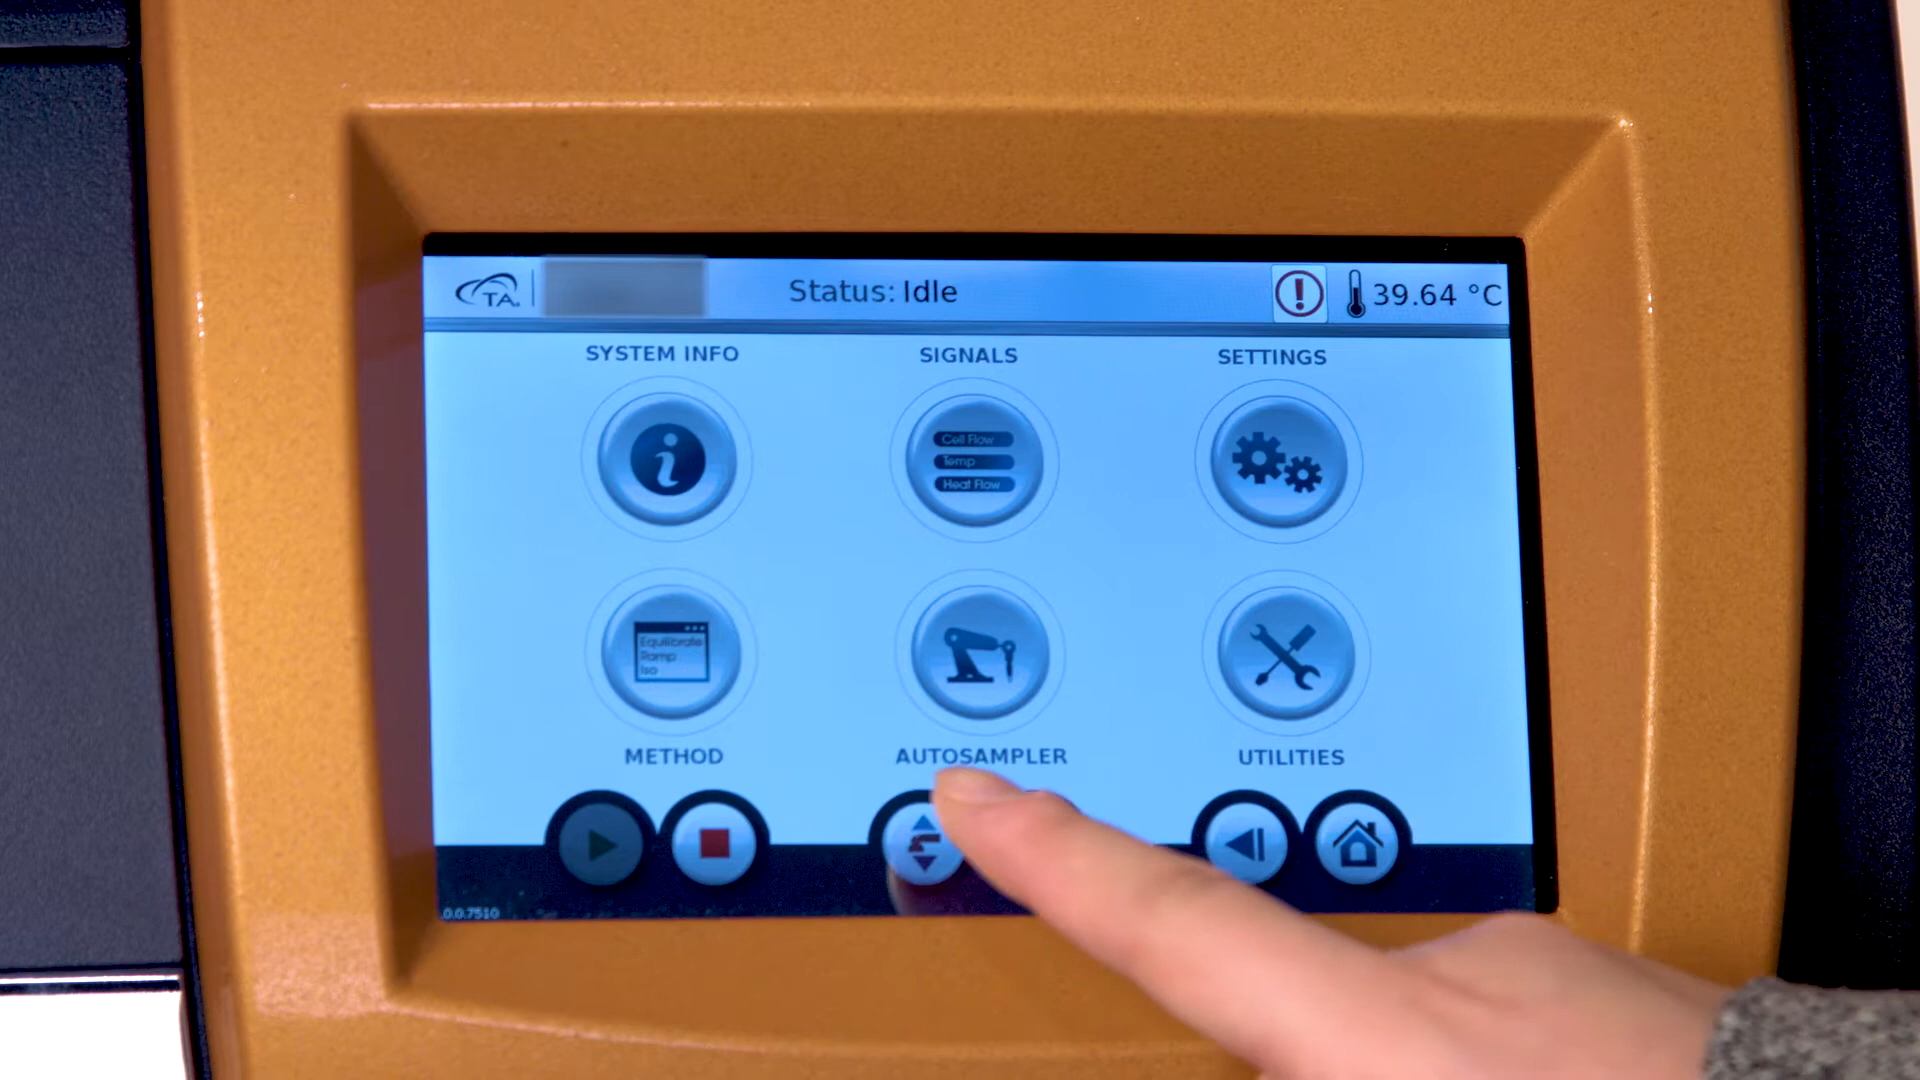 TA Status: Idle 39.64 °C
SYSTEM INFO SIGNALS SETTINGS
Cell Flow
Temp
Heat Flow
Equilibrate
Ramp
Iso
METHOD AUTOSAMPLER UTILITIES
0.0.7510